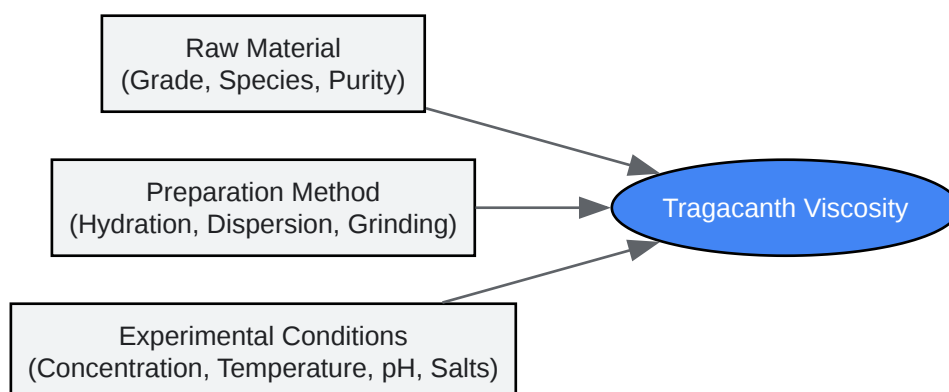 Raw Material
(Grade, Species, Purity)
Preparation Method
(Hydration, Dispersion, Grinding)
Tragacanth Viscosity
Experimental Conditions
(Concentration, Temperature, pH, Salts)